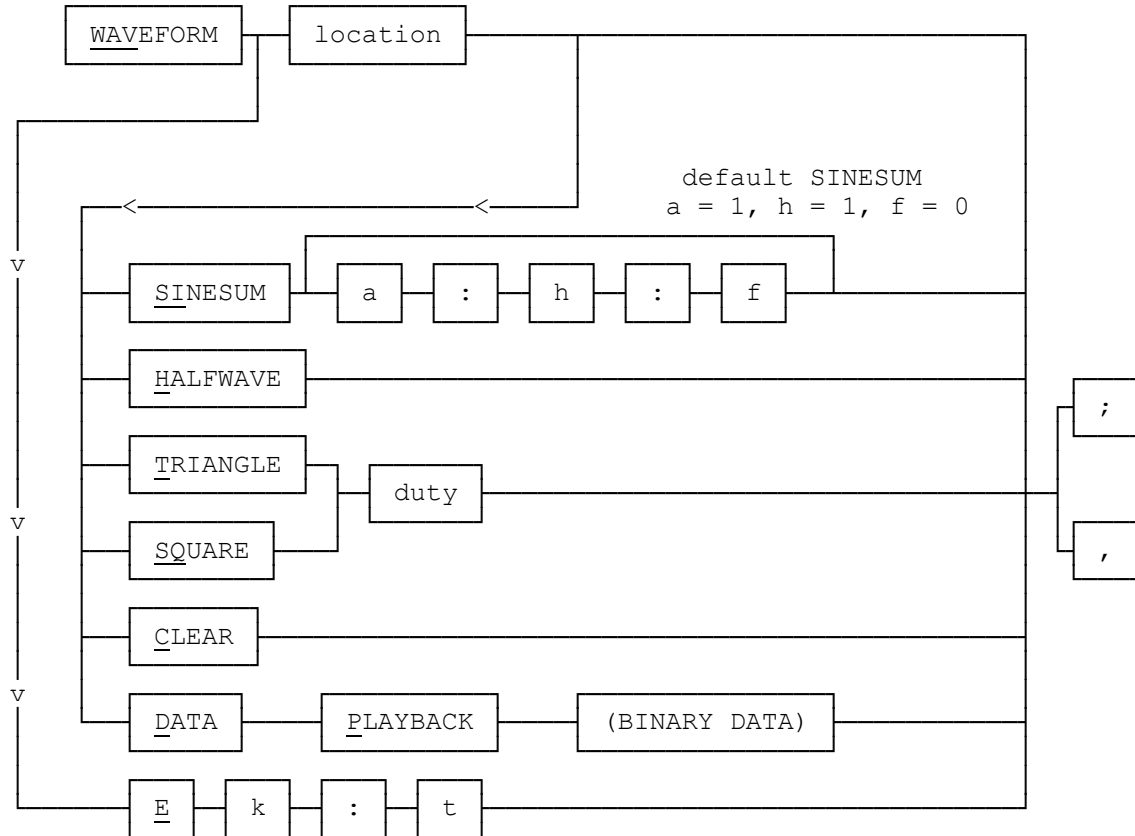 WAVEFORM location
default SINESUM
a = 1, h = 1, f = 0
<
<
v
SINESUM a : h : f
HALFWAVE
;
TRIANGLE
duty
v
SQUARE
,
CLEAR
v
DATA PLAYBACK (BINARY DATA)
E k : t